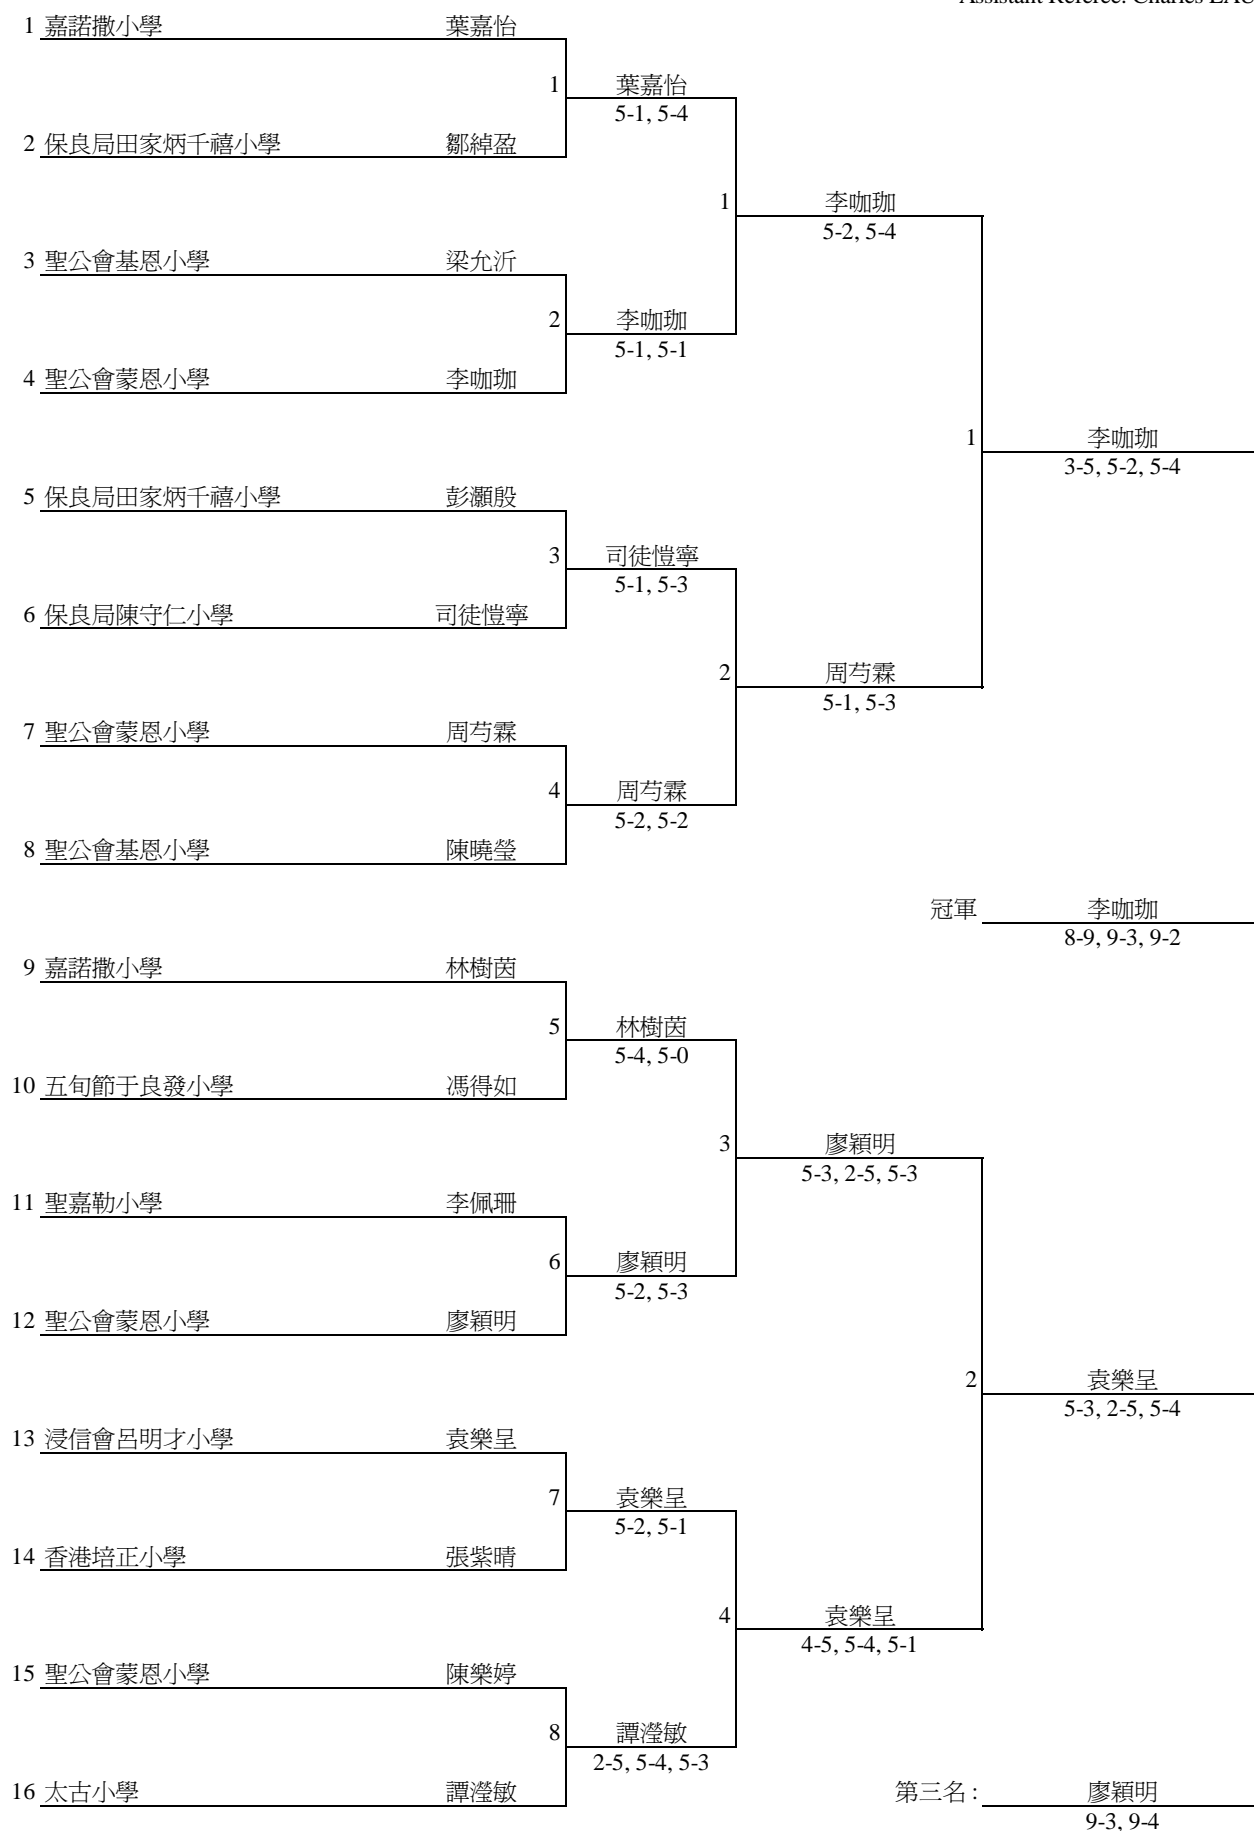 1 嘉諾撒小學 葉嘉怡
1 葉嘉怡
5-1, 5-4
2 保良局田家炳千禧小學 鄒綽盈
1 李咖珈
5-2, 5-4
3 聖公會基恩小學 梁允沂
2 李咖珈
5-1, 5-1
4 聖公會蒙恩小學 李咖珈
1 李咖珈
3-5, 5-2, 5-4
5 保良局田家炳千禧小學 彭灝殷
3 司徒愷寧
5-1, 5-3
6 保良局陳守仁小學 司徒愷寧
2 周芍霖
5-1, 5-3
7 聖公會蒙恩小學 周芍霖
4 周芍霖
5-2, 5-2
8 聖公會基恩小學 陳曉瑩
冠軍 李咖珈
8-9, 9-3, 9-2
9 嘉諾撒小學 林樹茵
5 林樹茵
5-4, 5-0
10 五旬節于良發小學 馮得如
3 廖穎明
5-3, 2-5, 5-3
11 聖嘉勒小學 李佩珊
6 廖穎明
5-2, 5-3
12 聖公會蒙恩小學 廖穎明
2 袁樂呈
5-3, 2-5, 5-4
13 浸信會呂明才小學 袁樂呈
7 袁樂呈
5-2, 5-1
14 香港培正小學 張紫晴
4 袁樂呈
4-5, 5-4, 5-1
15 聖公會蒙恩小學 陳樂婷
8 譚瀅敏
2-5, 5-4, 5-3
16 太古小學 譚瀅敏
第三名 : 廖穎明
9-3, 9-4